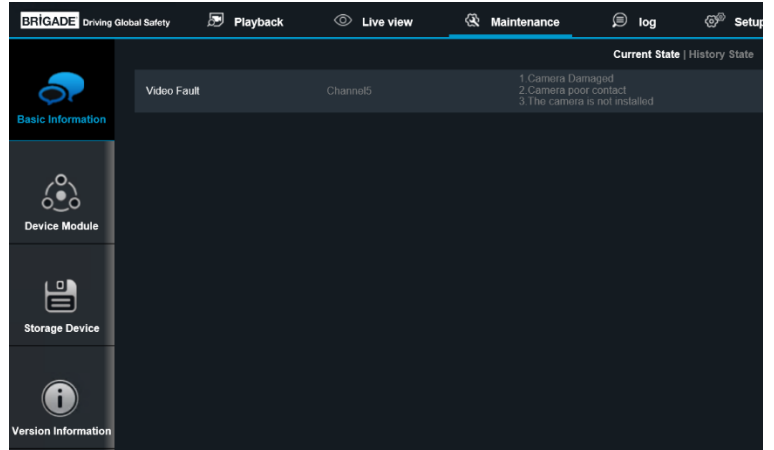 BRIGADE Driving Global Safety Playback Live view Maintenance log Setup
Current State | History State
Video Fault Channel5 1.Camera Damaged
2.Camera poor contact
3.The camera is not installed
Basic Information
Device Module
Storage Device
Version Information